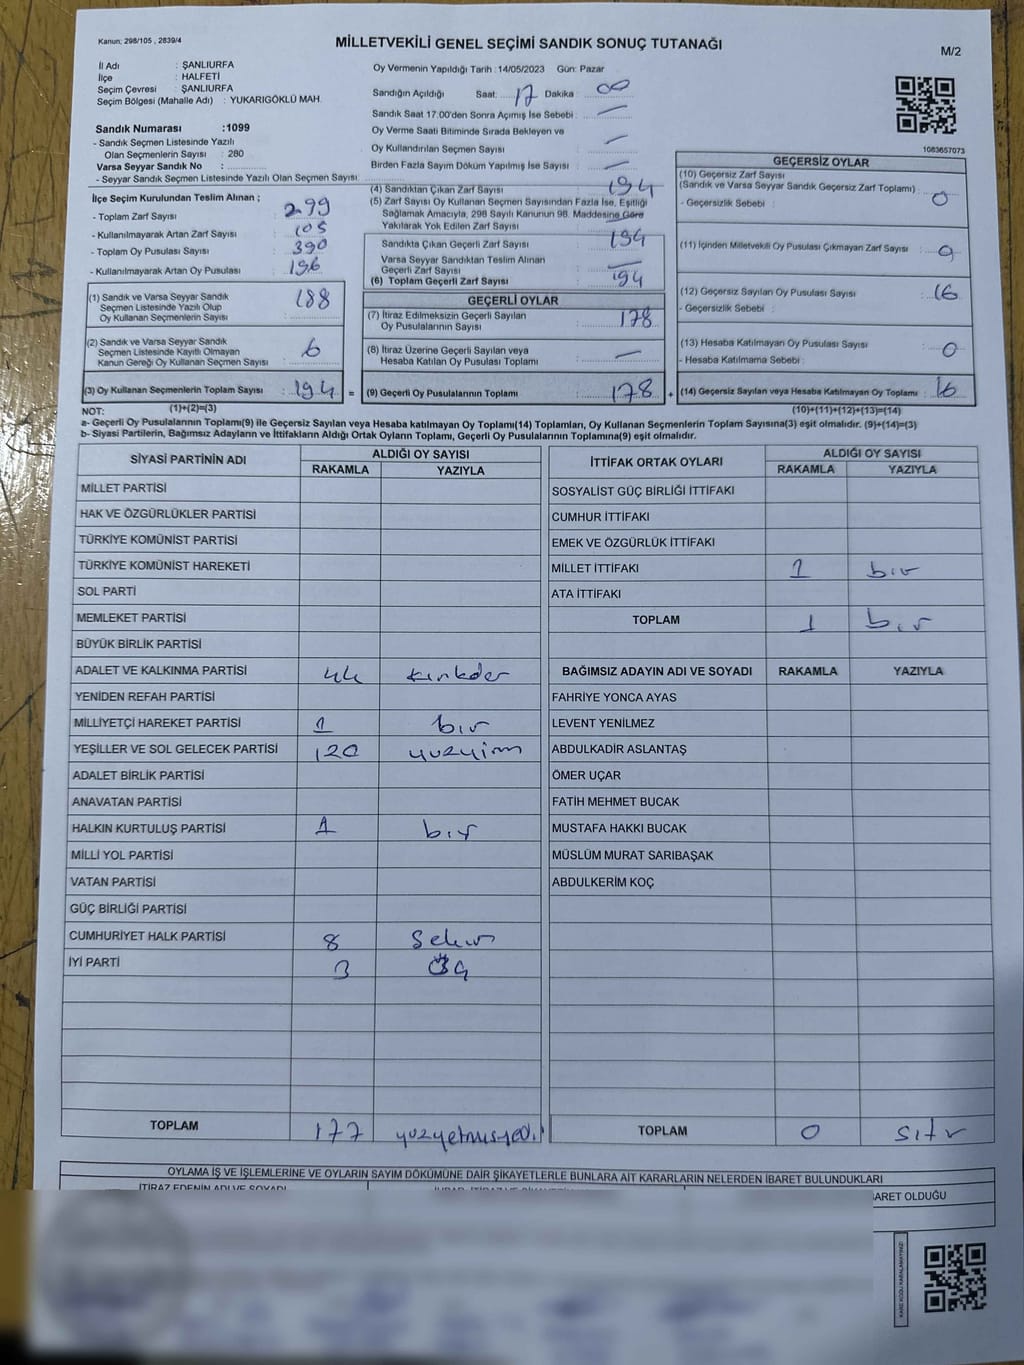 Kanun: 298/105 , 2839/4
MİLLETVEKİLİ GENEL SEÇİMİ SANDIK SONUÇ TUTANAĞI
M/2
İl Adı : ŞANLIURFA
İlçe : HALFETİ
Seçim Çevresi : ŞANLIURFA
Seçim Bölgesi (Mahalle Adı) : YUKARIGÖKLÜ MAH.
Sandık Numarası :1099
- Sandık Seçmen Listesinde Yazılı
Olan Seçmenlerin Sayısı : 280
Varsa Seyyar Sandık No :
- Seyyar Sandık Seçmen Listesinde Yazılı Olan Seçmen Sayısı:
Oy Vermenin Yapıldığı Tarih :14/05/2023 Gün: Pazar
Sandığın Açıldığı Saat: 17 Dakika : 00
Sandık Saat 17.00'den Sonra Açımış İse Sebebi : —
Oy Verme Saati Bitiminde Sırada Bekleyen ve
Oy Kullandırılan Seçmen Sayısı : —
Birden Fazla Sayım Döküm Yapılmış İse Sayısı : —
1083657073
İlçe Seçim Kurulundan Teslim Alınan ;
- Toplam Zarf Sayısı : 299
- Kullanılmayarak Artan Zarf Sayısı : 105
- Toplam Oy Pusulası Sayısı : 390
- Kullanılmayarak Artan Oy Pusulası : 196
(1) Sandık ve Varsa Seyyar Sandık
Seçmen Listesinde Yazılı Olup
Oy Kullanan Seçmenlerin Sayısı : 188
(2) Sandık ve Varsa Seyyar Sandık
Seçmen Listesinde Kayıtlı Olmayan
Kanun Gereği Oy Kullanan Seçmen Sayısı : 6
(3) Oy Kullanan Seçmenlerin Toplam Sayısı : 194 =
(1)+(2)=(3)
(4) Sandıktan Çıkan Zarf Sayısı : 194
(5) Zarf Sayısı Oy Kullanan Seçmen Sayısından Fazla İse, Eşitliği
Sağlamak Amacıyla, 298 Sayılı Kanunun 98. Maddesine Göre
Yakılarak Yok Edilen Zarf Sayısı :
Sandıkta Çıkan Geçerli Zarf Sayısı : 194
Varsa Seyyar Sandıktan Teslim Alınan
Geçerli Zarf Sayısı : —
(6) Toplam Geçerli Zarf Sayısı : 194
GEÇERLİ OYLAR
(7) İtiraz Edilmeksizin Geçerli Sayılan
Oy Pusulalarının Sayısı : 178
(8) İtiraz Üzerine Geçerli Sayılan veya
Hesaba Katılan Oy Pusulası Toplamı : —
(9) Geçerli Oy Pusulalarının Toplamı : 178 +
GEÇERSİZ OYLAR
(10) Geçersiz Zarf Sayısı
(Sandık ve Varsa Seyyar Sandık Geçersiz Zarf Toplamı) : 0
- Geçersizlik Sebebi :
(11) İçinden Milletvekili Oy Pusulası Çıkmayan Zarf Sayısı : 0
(12) Geçersiz Sayılan Oy Pusulası Sayısı : 16
- Geçersizlik Sebebi :
(13) Hesaba Katılmayan Oy Pusulası Sayısı : 0
- Hesaba Katılmama Sebebi :
(14) Geçersiz Sayılan veya Hesaba Katılmayan Oy Toplamı : 16
(10)+(11)+(12)+(13)=(14)
NOT:
a- Geçerli Oy Pusulalarının Toplamı(9) ile Geçersiz Sayılan veya Hesaba katılmayan Oy Toplamı(14) Toplamları, Oy Kullanan Seçmenlerin Toplam Sayısına(3) eşit olmalıdır. (9)+(14)=(3)
b- Siyasi Partilerin, Bağımsız Adayların ve İttifakların Aldığı Ortak Oyların Toplamı, Geçerli Oy Pusulalarının Toplamına(9) eşit olmalıdır.
SİYASİ PARTİNİN ADI ALDIĞI OY SAYISI
RAKAMLA YAZIYLA
MİLLET PARTİSİ
HAK VE ÖZGÜRLÜKLER PARTİSİ
TÜRKİYE KOMÜNİST PARTİSİ
TÜRKİYE KOMÜNİST HAREKETİ
SOL PARTİ
MEMLEKET PARTİSİ
BÜYÜK BİRLİK PARTİSİ
ADALET VE KALKINMA PARTİSİ 44
YENİDEN REFAH PARTİSİ
MİLLİYETÇİ HAREKET PARTİSİ 1 bir
YEŞİLLER VE SOL GELECEK PARTİSİ 120 yüzyirmi
ADALET BİRLİK PARTİSİ
ANAVATAN PARTİSİ
HALKIN KURTULUŞ PARTİSİ 1 bir
MİLLİ YOL PARTİSİ
VATAN PARTİSİ
GÜÇ BİRLİĞİ PARTİSİ
CUMHURİYET HALK PARTİSİ 8 Sekiz
İYİ PARTİ 3 üç
TOPLAM 177 yüzyetmişyedi
İTTİFAK ORTAK OYLARI ALDIĞI OY SAYISI
RAKAMLA YAZIYLA
SOSYALİST GÜÇ BİRLİĞİ İTTİFAKI
CUMHUR İTTİFAKI
EMEK VE ÖZGÜRLÜK İTTİFAKI
MİLLET İTTİFAKI 1 bir
ATA İTTİFAKI
TOPLAM 1 bir
BAĞIMSIZ ADAYIN ADI VE SOYADI RAKAMLA YAZIYLA
FAHRİYE YONCA AYAS
LEVENT YENİLMEZ
ABDULKADİR ASLANTAŞ
ÖMER UÇAR
FATİH MEHMET BUCAK
MUSTAFA HAKKI BUCAK
MÜSLÜM MURAT SARIBAŞAK
ABDULKERİM KOÇ
TOPLAM 0 sıfır
OYLAMA İŞ VE İŞLEMLERİNE VE OYLARIN SAYIM DÖKÜMÜNE DAİR ŞİKAYETLERLE BUNLARA AİT KARARLARIN NELERDEN İBARET BULUNDUKLARI
İTİRAZ EDENİN ADI VE SOYADI
BARET OLDUĞU
KARE KODU KARALAMAYINIZ!